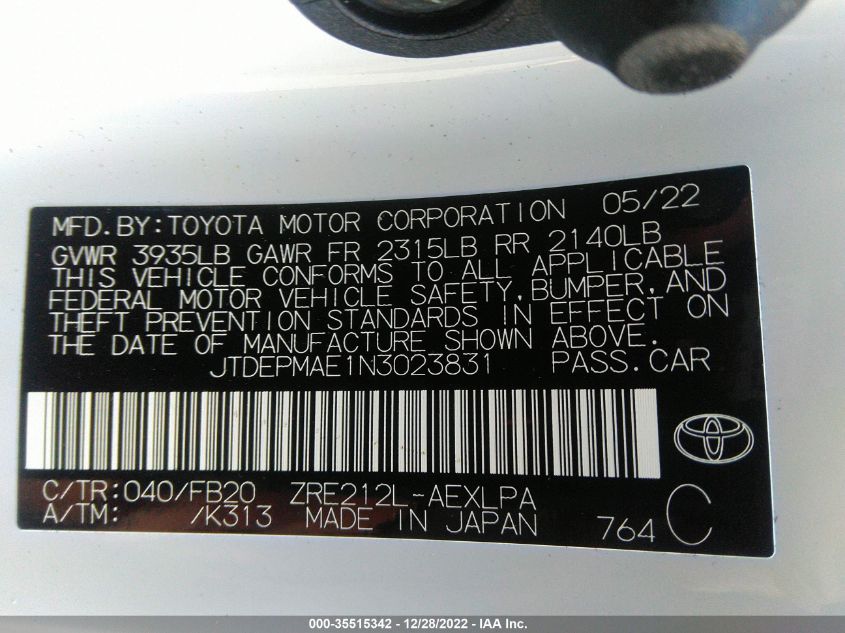 MFD.BY:TOYOTA MOTOR CORPORATION 05/22
GVWR 3935LB GAWR FR 2315LB RR 2140LB
THIS VEHICLE CONFORMS TO ALL APPLICABLE
FEDERAL MOTOR VEHICLE SAFETY,BUMPER,AND
THEFT PREVENTION STANDARDS IN EFFECT ON
THE DATE OF MANUFACTURE SHOWN ABOVE.
JTDEPMAE1N3023831 PASS.CAR
C/TR:040/FB20 ZRE212L-AEXLPA
A/TM: /K313 MADE IN JAPAN 764 C
000-35515342 - 12/28/2022 - IAA Inc.